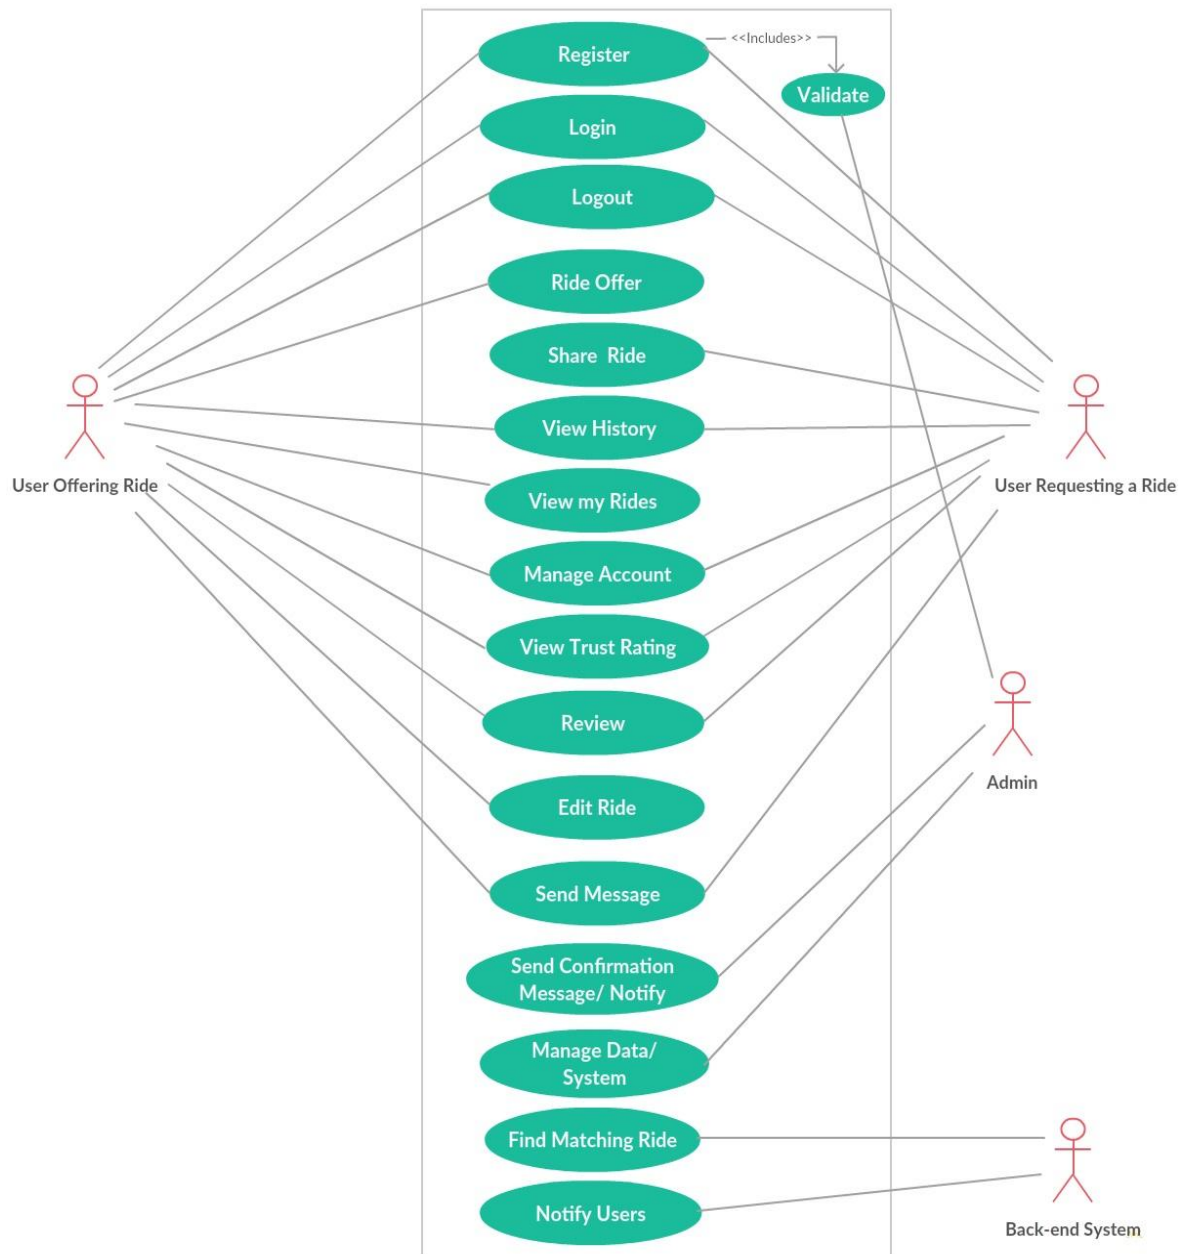 Register
<<Includes>>
Validate
Login
Logout
Ride Offer
Share Ride
View History
User Offering Ride
User Requesting a Ride
View my Rides
Manage Account
View Trust Rating
Review
Admin
Edit Ride
Send Message
Send Confirmation
Message/ Notify
Manage Data/
System
Find Matching Ride
Notify Users
Back-end System